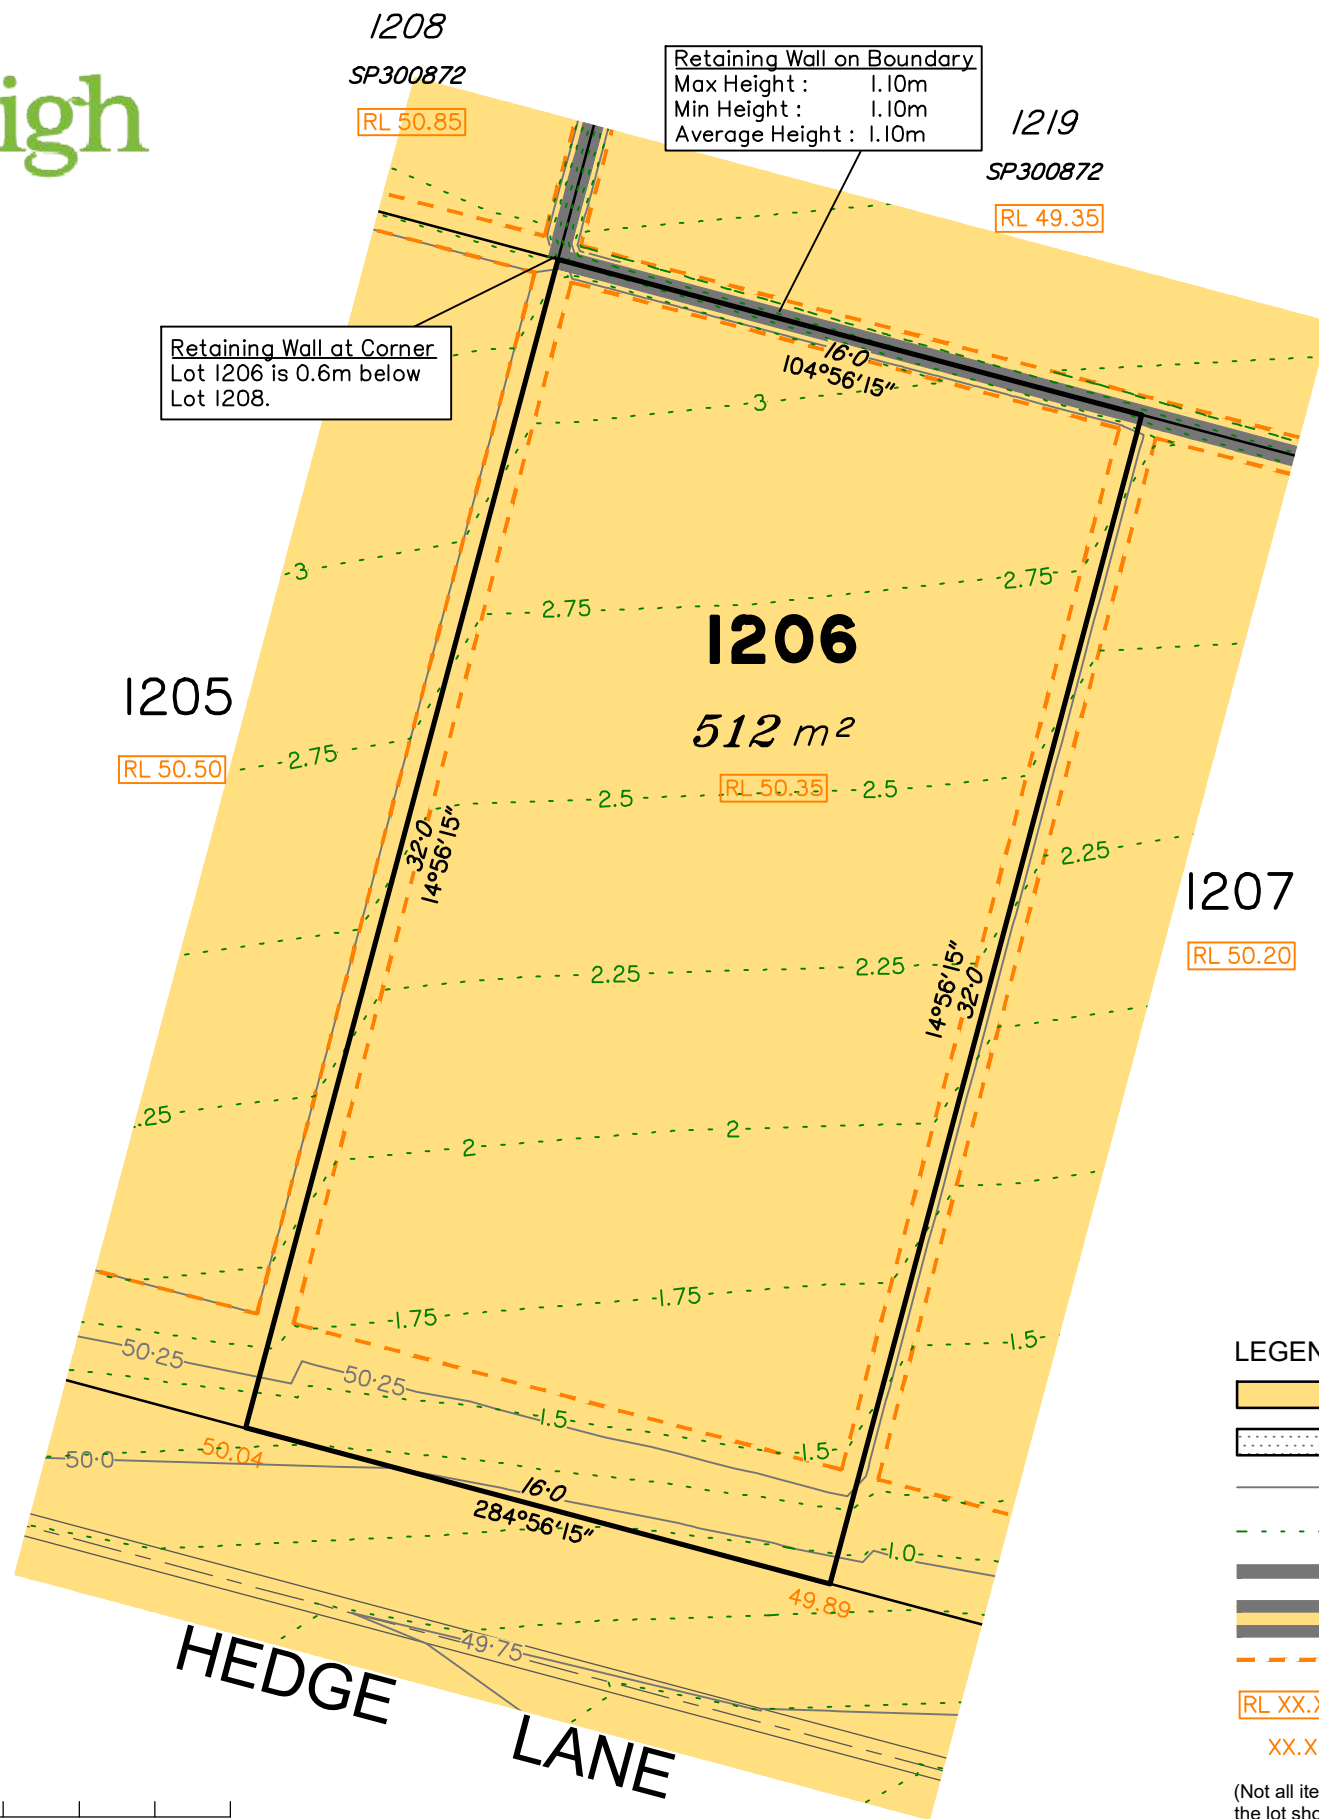 igh
1208
SP300872
RL 50.85
Retaining Wall on Boundary
Max Height : 1.10m
Min Height : 1.10m
Average Height : 1.10m
1219
SP300872
RL 49.35
Retaining Wall at Corner
Lot 1206 is 0.6m below
Lot 1208.
16·0
104°56'15"
3
3
2.75
2.75
1206
512 m²
RL 50.35
1205
RL 50.50
2.75
2.5
2.5
32·0
14°56'15"
2.25
1207
RL 50.20
2.25
2.25
14°56'15"
32·0
.25
2
2
1.75
1.75
1.5
50·25
50·25
1.5
1.5
50·0
50.04
16·0
284°56'15"
1.0
49.89
49·75
HEDGE LANE
LEGEN
RL XX.X
XX.X
(Not all ite
the lot sho